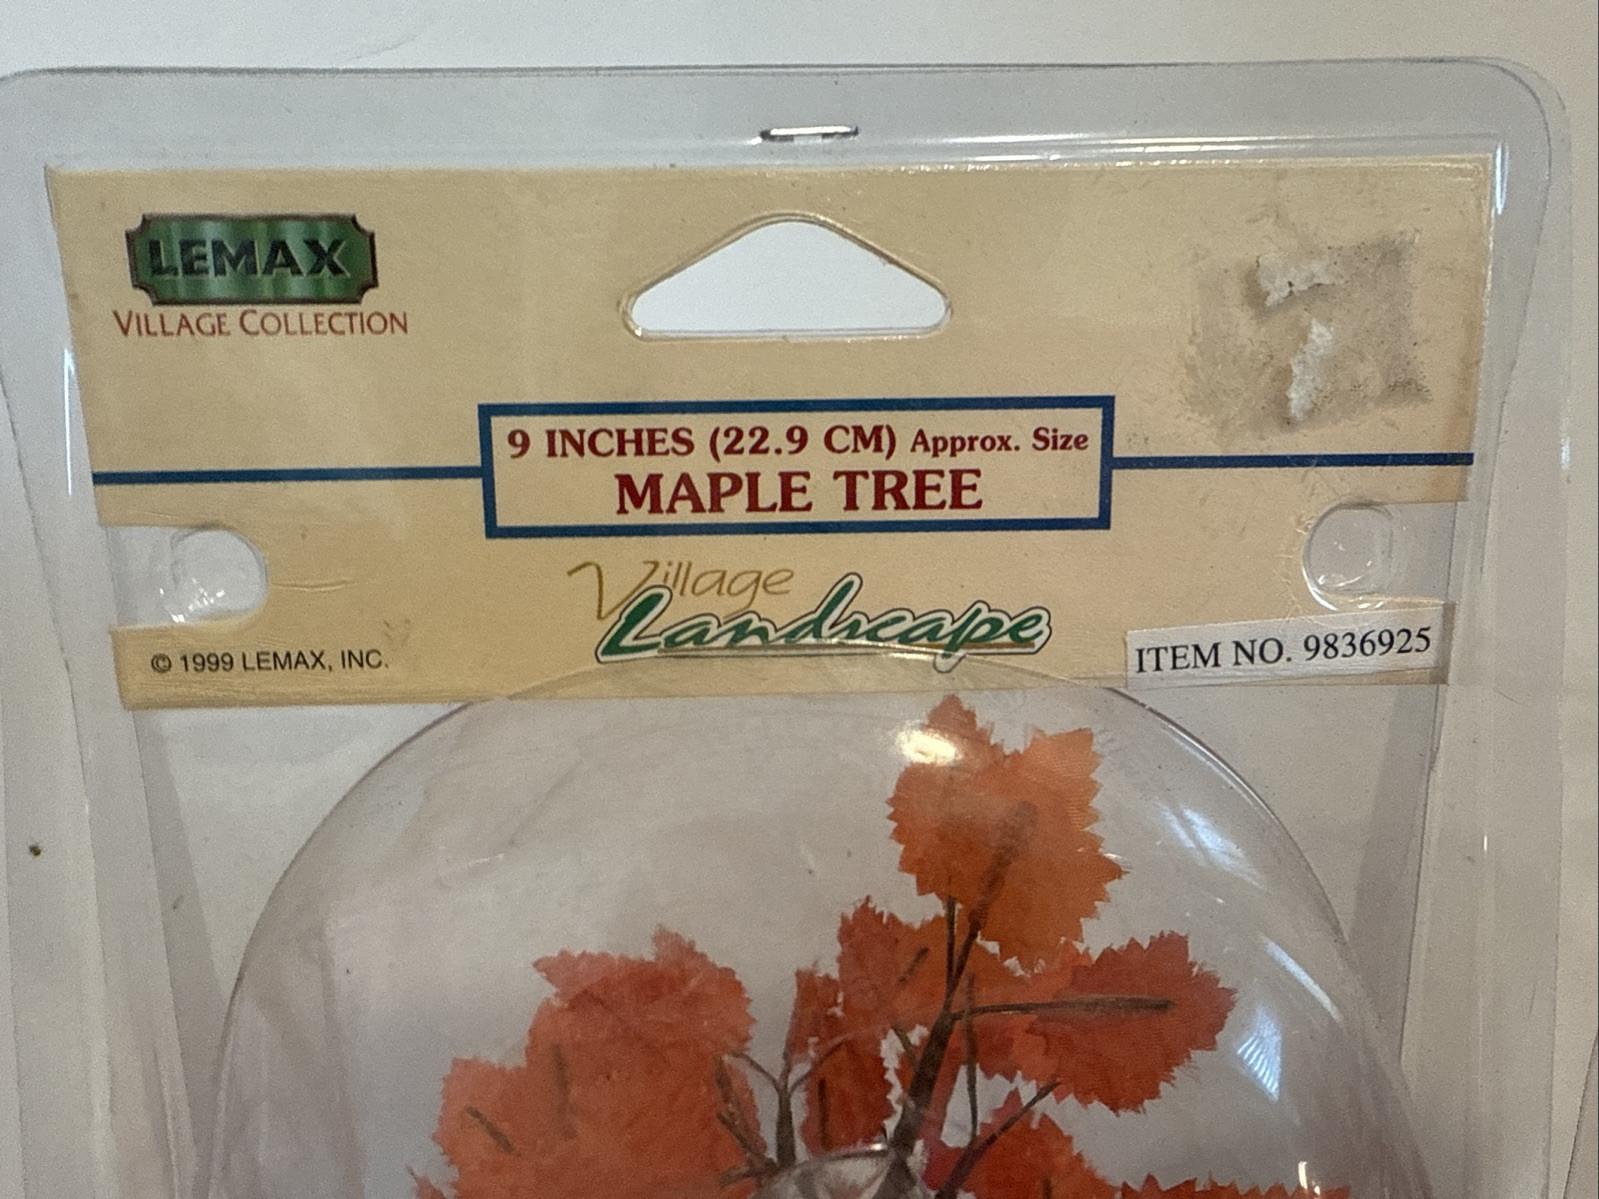 LEMAX
VILLAGE COLLECTION
9 INCHES (22.9 CM) Approx. Size
MAPLE TREE
Village
Landscape
© 1999 LEMAX, INC.
ITEM NO. 9836925